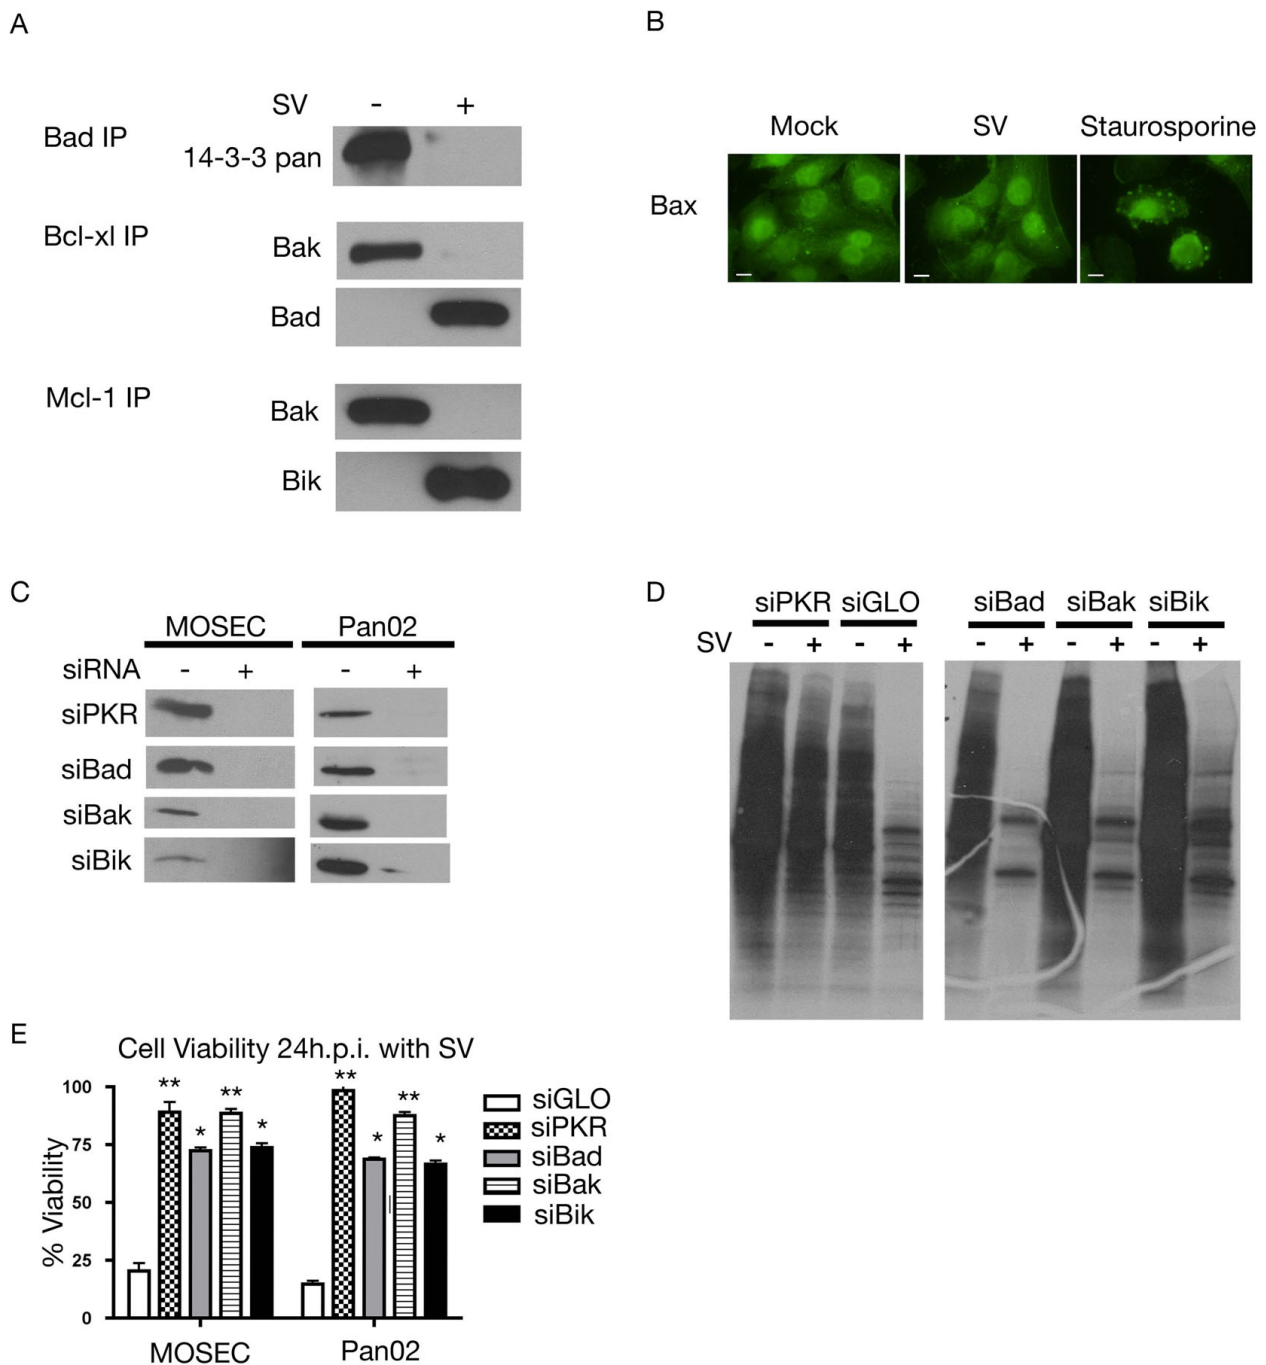 A
SV - +
Bad IP
14-3-3 pan
Bcl-xl IP
Bak
Bad
Mcl-1 IP
Bak
Bik
B
Mock SV Staurosporine
Bax
C
MOSEC Pan02
siRNA - + - +
siPKR
siBad
siBak
siBik
D
siPKR siGLO siBad siBak siBik
SV - + - + - + - + - +
E
Cell Viability 24h.p.i. with SV
% Viability
100
75
50
25
0
** * ** *
** * ** *
MOSEC Pan02
siGLO
siPKR
siBad
siBak
siBik